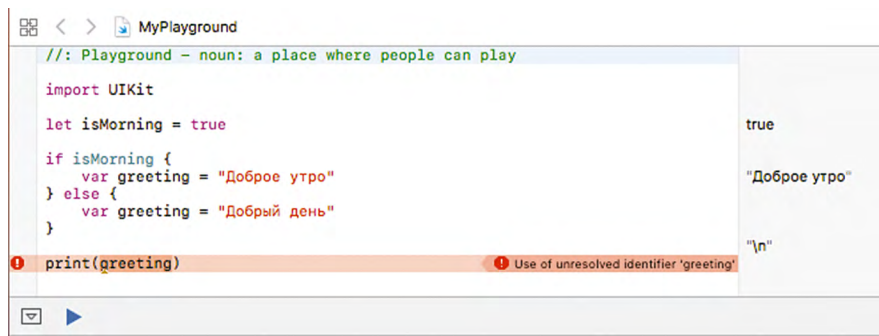 MyPlayground
//: Playground – noun: a place where people can play
import UIKit
let isMorning = true
true
if isMorning {
var greeting = "Доброе утро"
"Доброе утро"
} else {
var greeting = "Добрый день"
}
"\n"
print(greeting)
Use of unresolved identifier 'greeting'